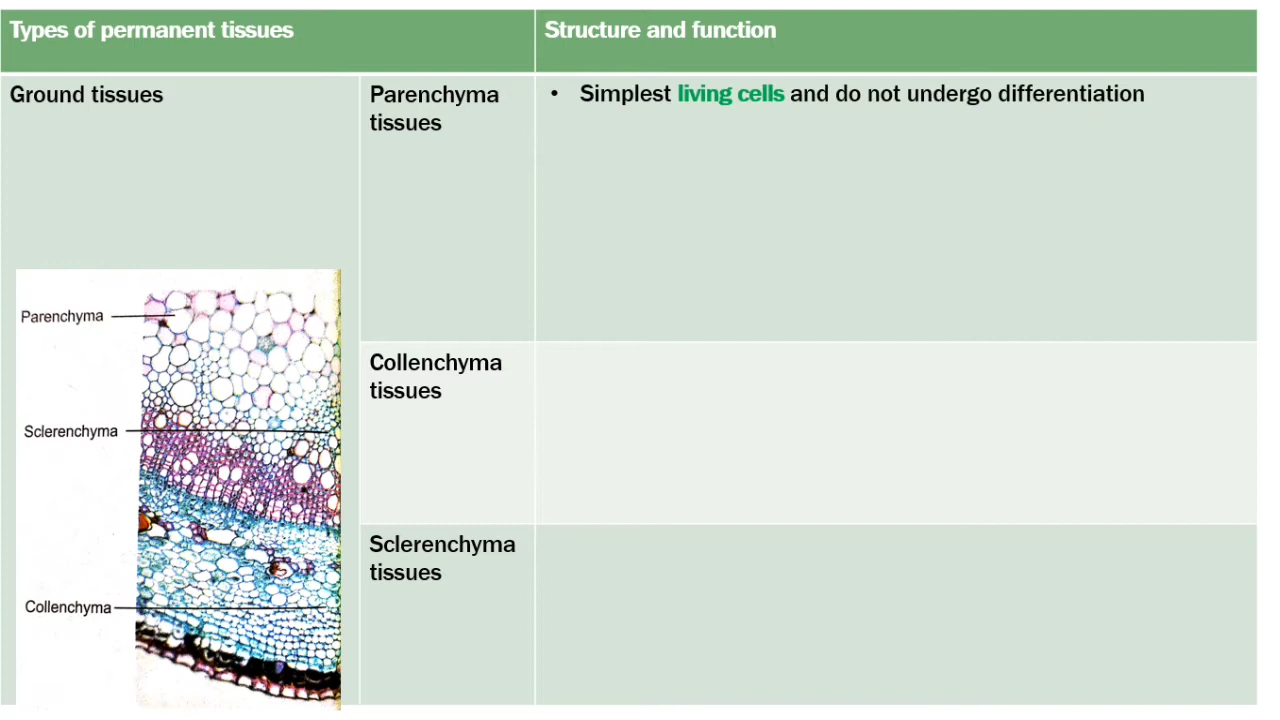 Types of permanent tissues
Structure and function
Ground tissues
Parenchyma
tissues
• Simplest living cells and do not undergo differentiation
Parenchyma
Sclerenchyma
Collenchyma
Collenchyma
tissues
Sclerenchyma
tissues